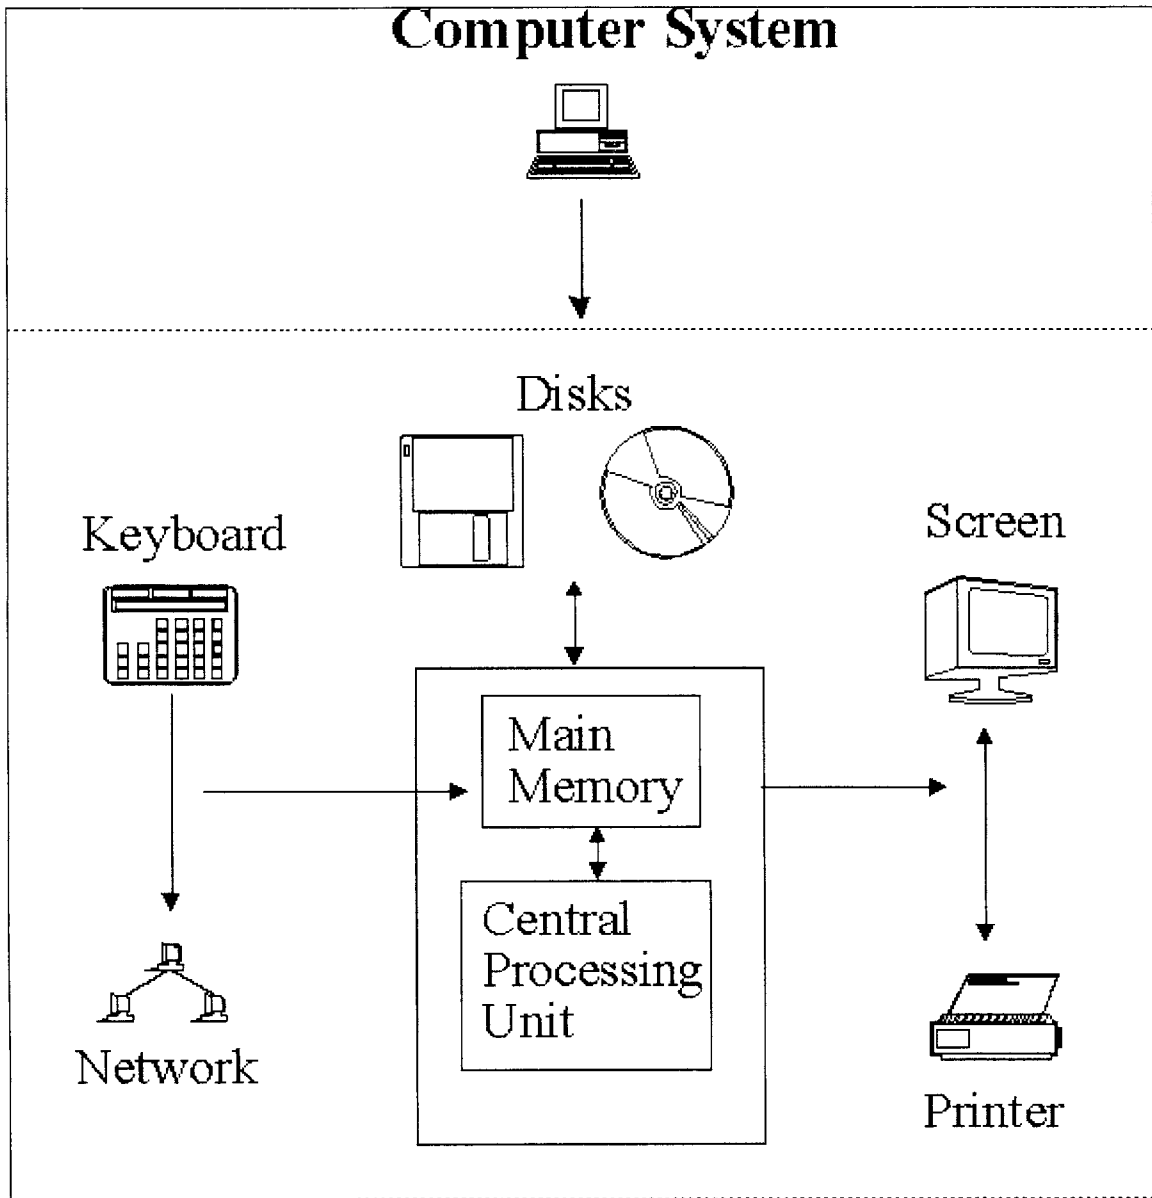 Computer System
Disks
Keyboard
Screen
Main
Memory
Central
Processing
Unit
Network
Printer